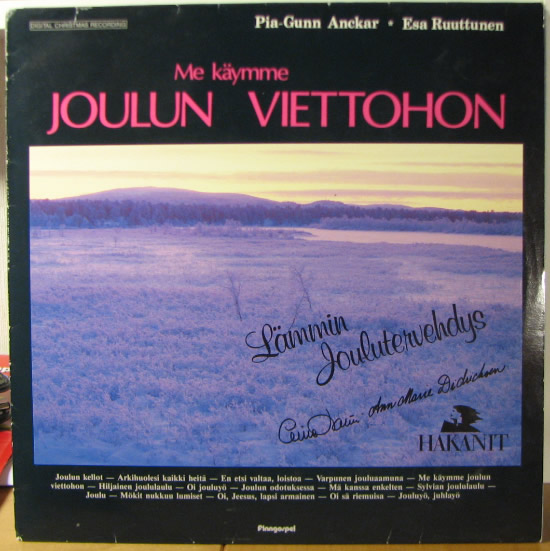 DIGITAL CHRISTMAS RECORDING
Pia-Gunn Anckar • Esa Ruuttunen
Me käymme
JOULUN VIETTOHON
Lämmin
Joulutervehdys
Ann Marie
HAKANIT
Joulun kellot — Arkihuolesi kaikki heitä — En etsi valtaa, loistoa — Varpunen jouluaamuna — Me käymme joulun
viettohon — Hiljainen joululaulu — Oi jouluyö — Joulun odotuksessa — Mä kanssa enkelten — Sylvian joululaulu —
Joulu — Mökit nukkuu lumiset — Oi, Jeesus, lapsi armainen — Oi sä riemuisa — Jouluyö, juhlayö
Finngospel